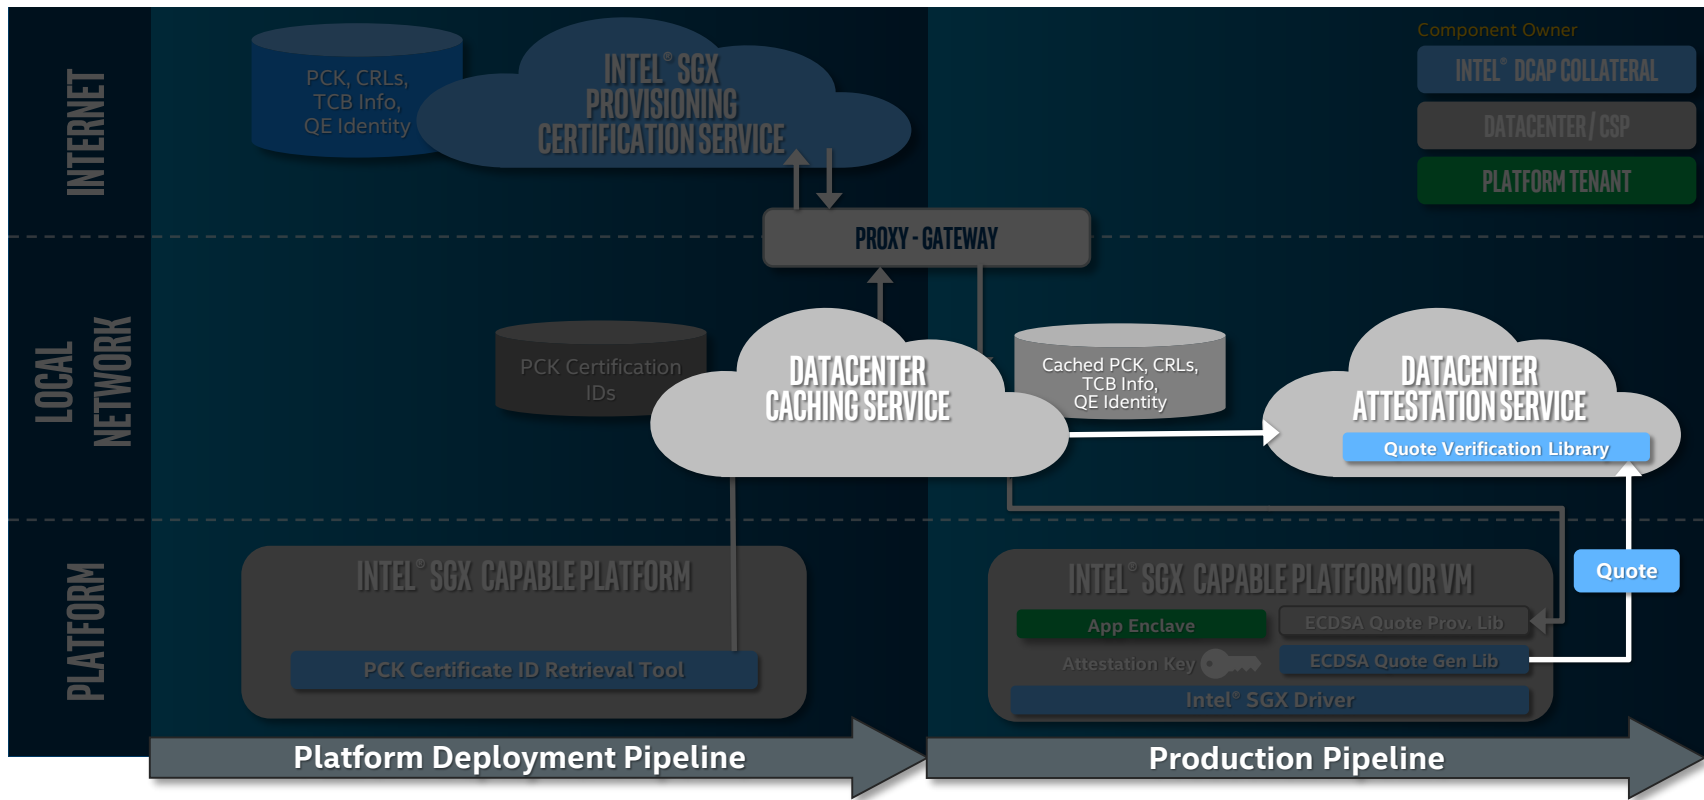 INTERNET
PCK, CRLs,
TCB Info,
QE Identity
INTEL® SGX
PROVISIONING
CERTIFICATION SERVICE
Component Owner
INTEL® DCAP COLLATERAL
DATACENTER / CSP
PLATFORM TENANT
PROXY - GATEWAY
LOCAL
NETWORK
PCK Certification
IDs
DATACENTER
CACHING SERVICE
Cached PCK, CRLs,
TCB Info,
QE Identity
DATACENTER
ATTESTATION SERVICE
Quote Verification Library
PLATFORM
INTEL® SGX CAPABLE PLATFORM
PCK Certificate ID Retrieval Tool
INTEL® SGX CAPABLE PLATFORM OR VM
App Enclave
ECDSA Quote Prov. Lib
Attestation Key
ECDSA Quote Gen Lib
Intel® SGX Driver
Quote
Platform Deployment Pipeline
Production Pipeline